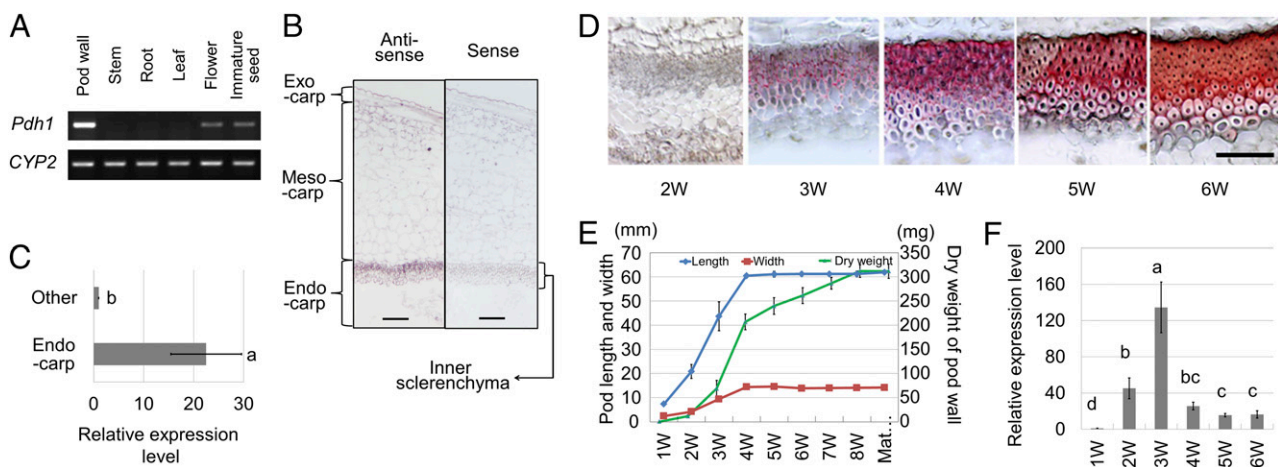 A
Pod wall
Stem
Root
Leaf
Flower
Immature
seed
Pdh1
CYP2
B
Anti-
sense
Sense
Exo
-carp
Meso
-carp
Endo
-carp
Inner
sclerenchyma
C
Other
b
Endo
-carp
a
0 10 20 30
Relative expression
level
D
2W 3W 4W 5W 6W
E
(mm) (mg)
Length Width Dry weight
Pod length and width
70
60
50
40
30
20
10
0
350
300
250
200
150
100
50
0
Dry weight of pod wall
1W 2W 3W 4W 5W 6W 7W 8W Mat...
F
Relative expression level
200
160
120
80
40
0
d b a bc c c
1W 2W 3W 4W 5W 6W